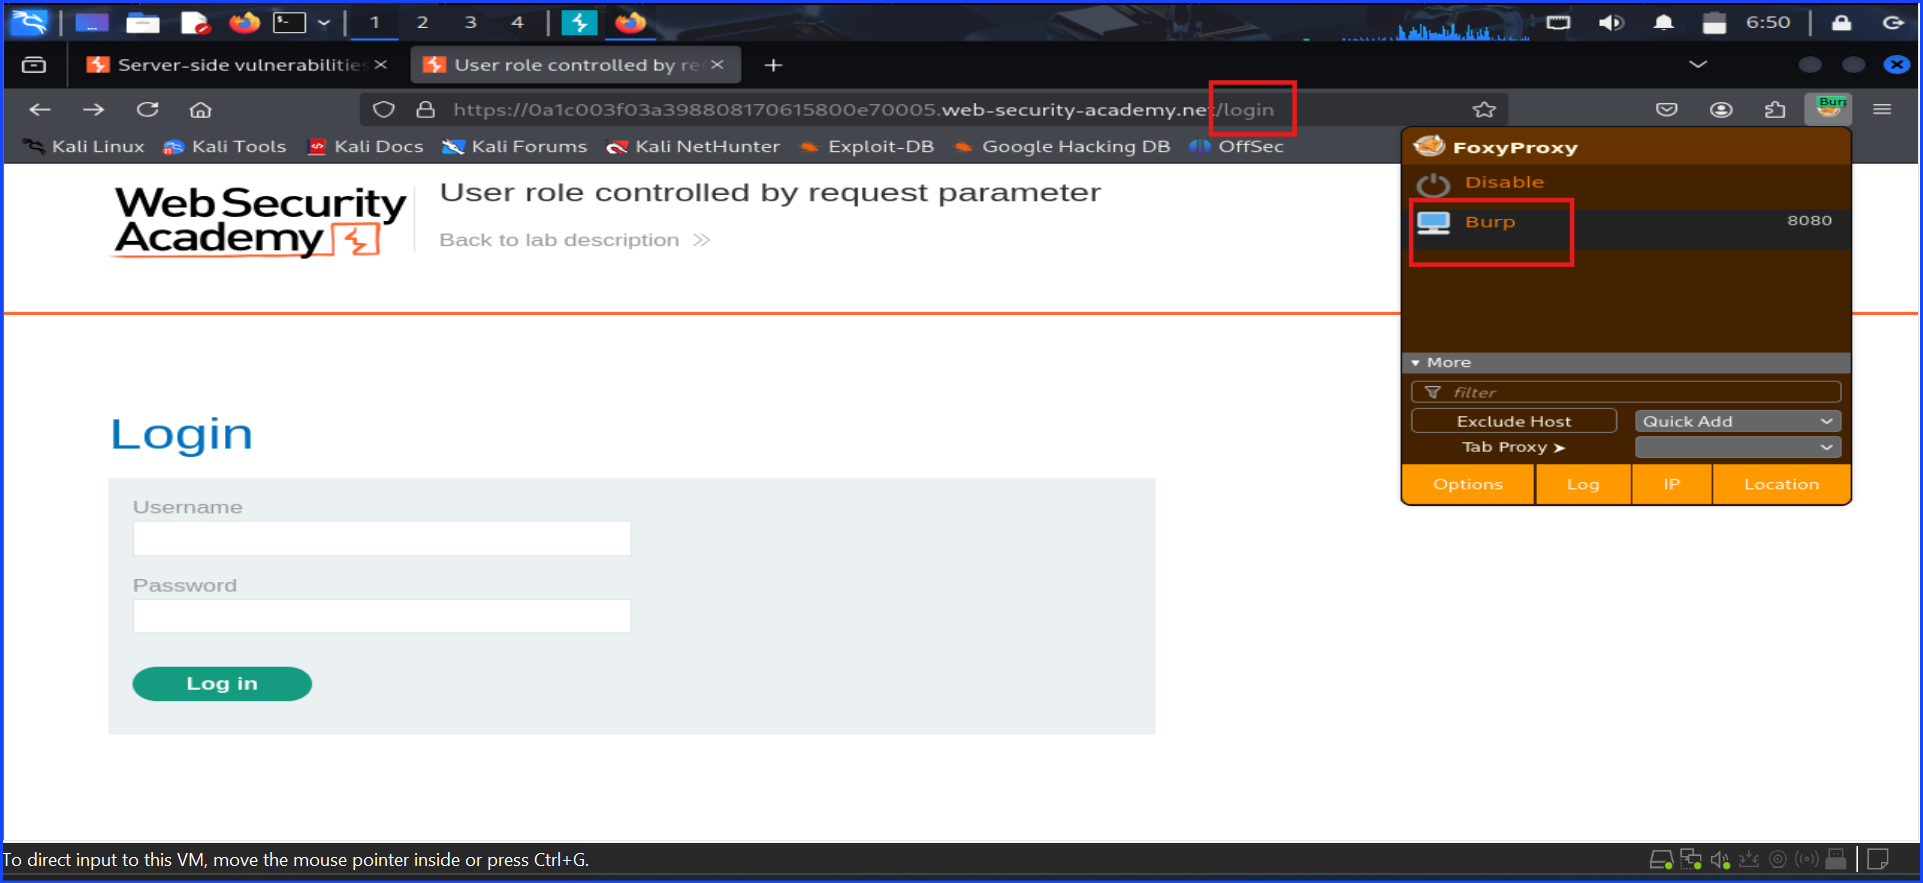 1 2 3 4 6:50
Server-side vulnerabilities User role controlled by re
https://0a1c003f03a398808170615800e70005.web-security-academy.net/login Burp
Kali Linux Kali Tools Kali Docs Kali Forums Kali NetHunter Exploit-DB Google Hacking DB OffSec
Web Security
Academy
User role controlled by request parameter
Back to lab description
FoxyProxy
Disable
Burp 8080
More
filter
Exclude Host Quick Add
Tab Proxy
Options Log IP Location
Login
Username
Password
Log in
To direct input to this VM, move the mouse pointer inside or press Ctrl+G.